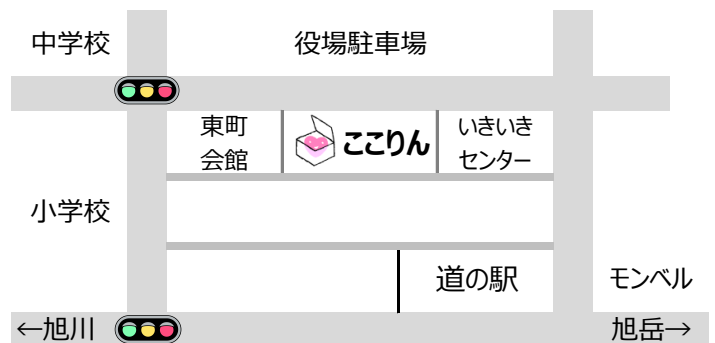 中学校
役場駐車場
東町
会館
ここりん
いきいき
センター
小学校
道の駅
モンベル
←旭川
旭岳→